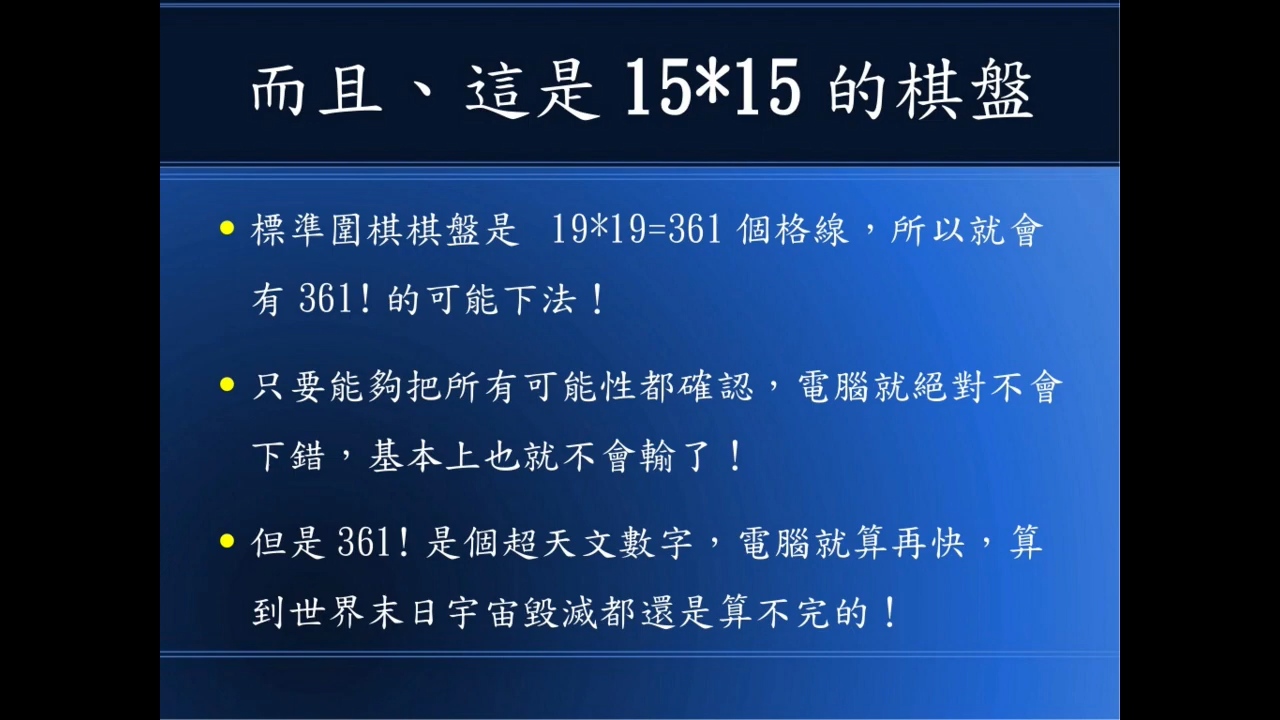 而且、這是 15*15 的棋盤
標準圍棋棋盤是 19*19=361 個格線，所以就會
有 361! 的可能下法！
只要能夠把所有可能性都確認，電腦就絕對不會
下錯，基本上也就不會輸了！
但是 361! 是個超天文數字，電腦就算再快，算
到世界末日宇宙毀滅都還是算不完的！